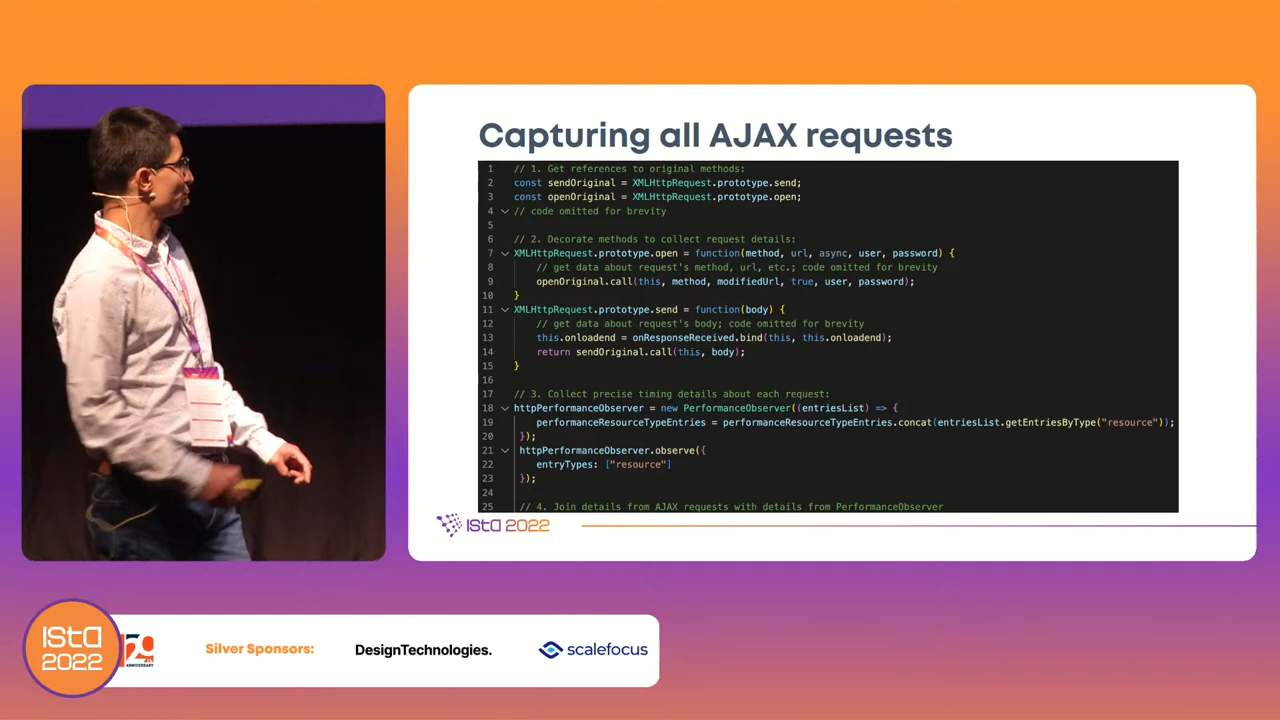 Capturing all AJAX requests
1 // 1. Get references to original methods:
2 const sendOriginal = XMLHttpRequest.prototype.send;
3 const openOriginal = XMLHttpRequest.prototype.open;
4 // code omitted for brevity
5
6 // 2. Decorate methods to collect request details:
7 XMLHttpRequest.prototype.open = function(method, url, async, user, password) {
8 // get data about request's method, url, etc.; code omitted for brevity
9 openOriginal.call(this, method, modifiedUrl, true, user, password);
10 }
11 XMLHttpRequest.prototype.send = function(body) {
12 // get data about request's body; code omitted for brevity
13 this.onloadend = onResponseReceived.bind(this, this.onloadend);
14 return sendOriginal.call(this, body);
15 }
16
17 // 3. Collect precise timing details about each request:
18 httpPerformanceObserver = new PerformanceObserver((entriesList) => {
19 performanceResourceTypeEntries = performanceResourceTypeEntries.concat(entriesList.getEntriesByType("resource"));
20 });
21 httpPerformanceObserver.observe({
22 entryTypes: ["resource"]
23 });
24
25 // 4. Join details from AJAX requests with details from PerformanceObserver
ISTA 2022
ISTA
2022
ANNIVERSARY
Silver Sponsors:
DesignTechnologies.
scalefocus